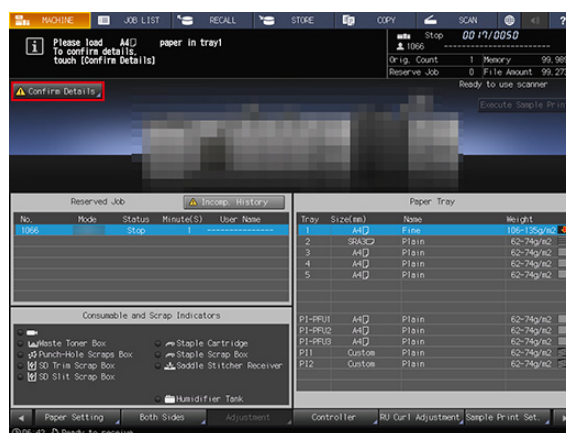 MACHINE JOB LIST RECALL STORE COPY SCAN ?
Please load A4 paper in tray1
To confirm details,
touch [Confirm Details]
Stop 00 17/0050
1066 ---------------
Orig. Count 1 Memory
Reserve Job 0 File Amount
Confirm Details
Ready to use scanner
Execute Sample Prin
Reserved Job
Incomp. History
No. Mode Status Minute(S) User Name
1066 Stop 1 ---------------
Paper Tray
Tray Size(mm) Name Weight
1 A4 Fine 106-135g/m2
2 SRA3 Plain 62-74g/m2
3 A4 Plain 62-74g/m2
4 A4 Plain 62-74g/m2
5 A4 Plain 62-74g/m2
PI-PFU1 A4 Plain 62-74g/m2
PI-PFU2 A4 Plain 62-74g/m2
PI-PFU3 A4 Plain 62-74g/m2
PI1 Custom Plain 62-74g/m2
PI2 Custom Plain 62-74g/m2
Consumable and Scrap Indicators
Waste Toner Box
Punch-Hole Scraps Box
SD Trim Scrap Box
SD Slit Scrap Box
Staple Cartridge
Staple Scrap Box
Saddle Stitcher Receiver
Humidifier Tank
Paper Setting Both Sides Adjustment Controller RU Curl Adjustment Sample Print Set.